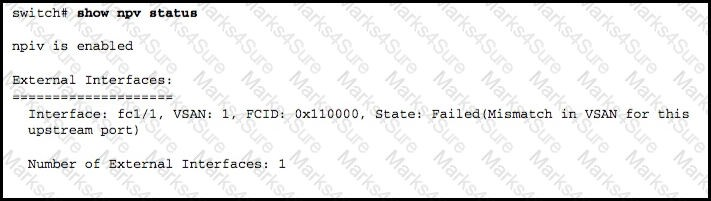 switch# show npv status
npiv is enabled
External Interfaces:
====================
Interface: fc1/1, VSAN: 1, FCID: 0x110000, State: Failed(Mismatch in VSAN for this
upstream port)
Number of External Interfaces: 1
Marks4Sure